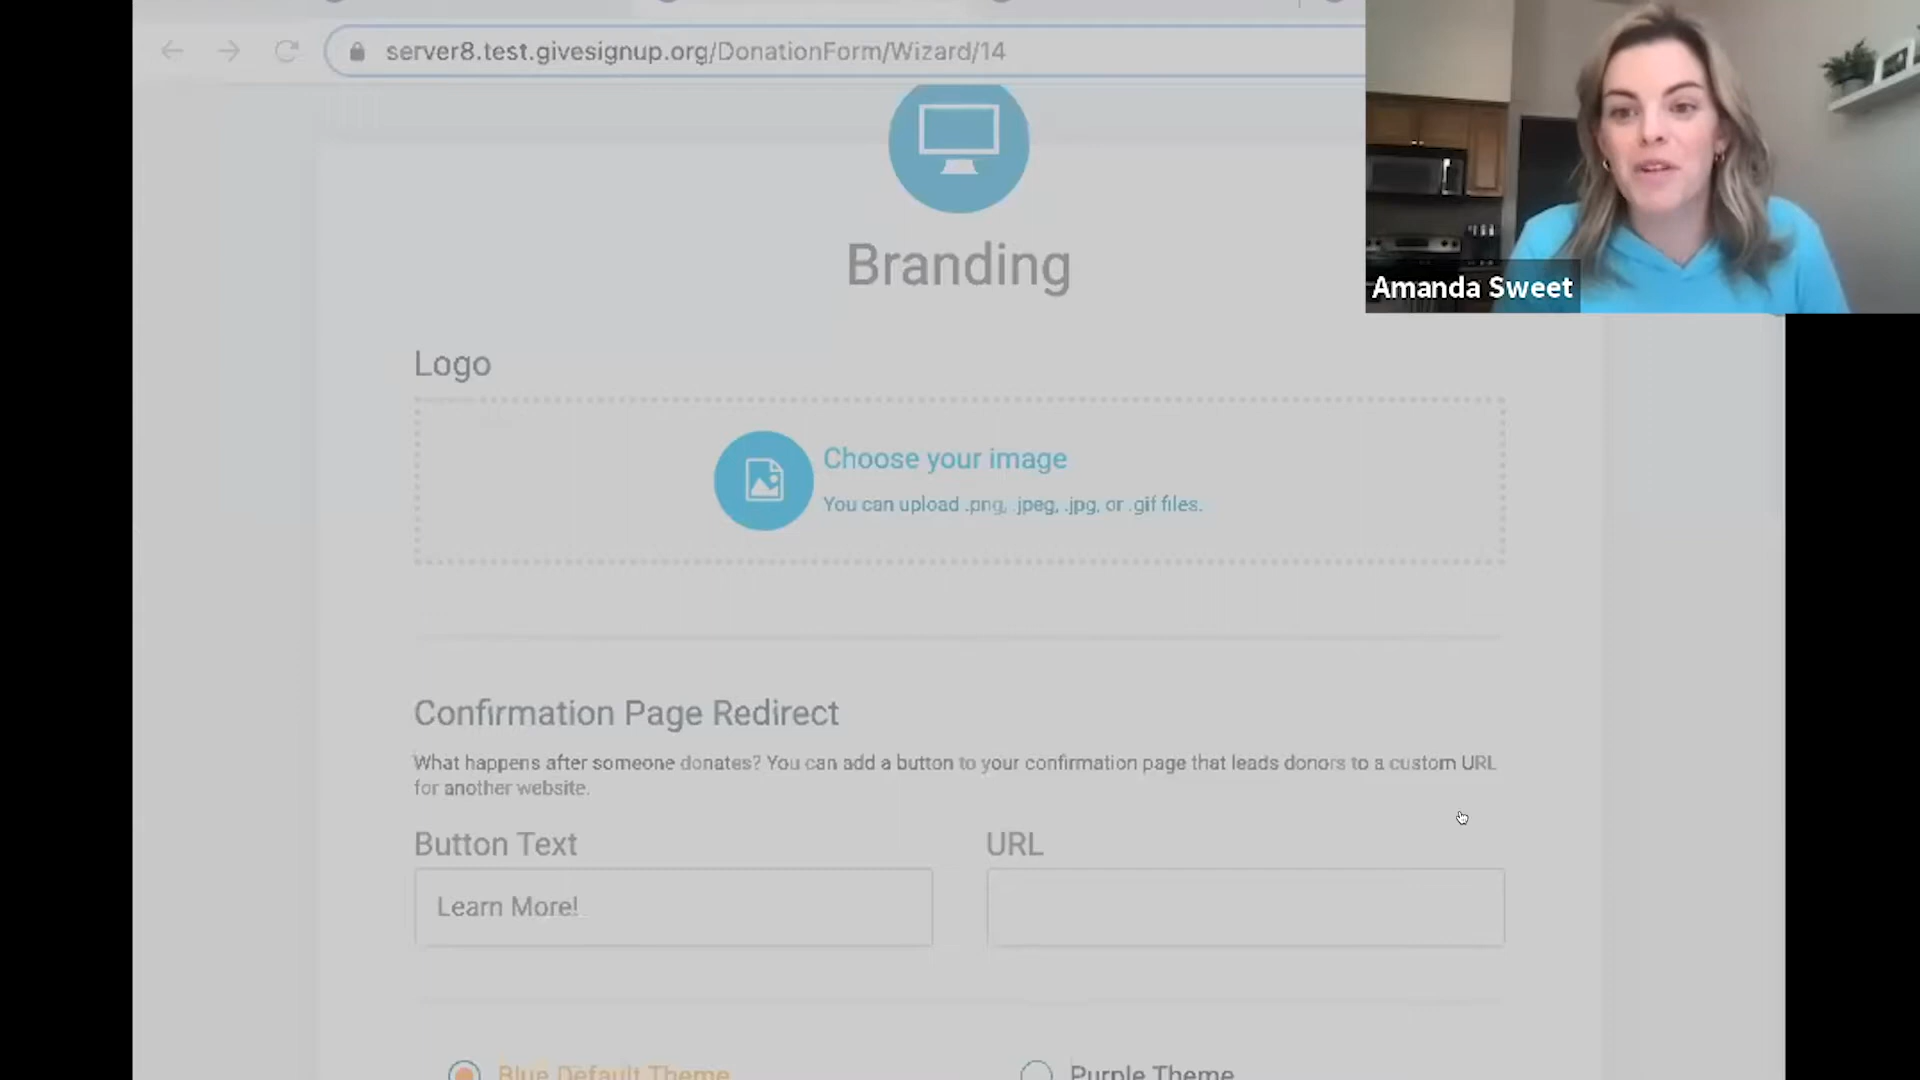 server8.test.givesignup.org/DonationForm/Wizard/14
Branding
Amanda Sweet
Logo
Choose your image
You can upload .png, .jpeg, .jpg, or .gif files.
Confirmation Page Redirect
What happens after someone donates? You can add a button to your confirmation page that leads donors to a custom URL
for another website.
Button Text
URL
Learn More!
Blue Default Theme
Purple Theme